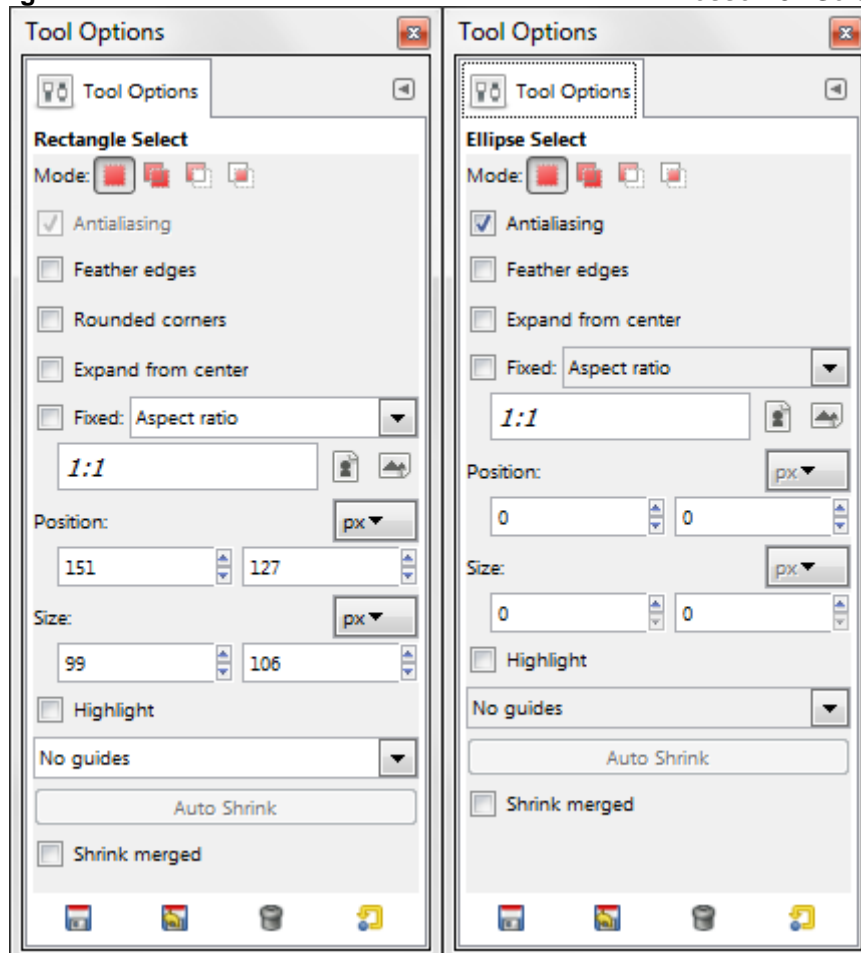 Tool Options
Tool Options
Rectangle Select
Mode:
Antialiasing
Feather edges
Rounded corners
Expand from center
Fixed: Aspect ratio
1:1
Position:
px
151 127
Size:
px
99 106
Highlight
No guides
Auto Shrink
Shrink merged
Tool Options
Tool Options
Ellipse Select
Mode:
Antialiasing
Feather edges
Expand from center
Fixed: Aspect ratio
1:1
Position:
px
0 0
Size:
px
0 0
Highlight
No guides
Auto Shrink
Shrink merged